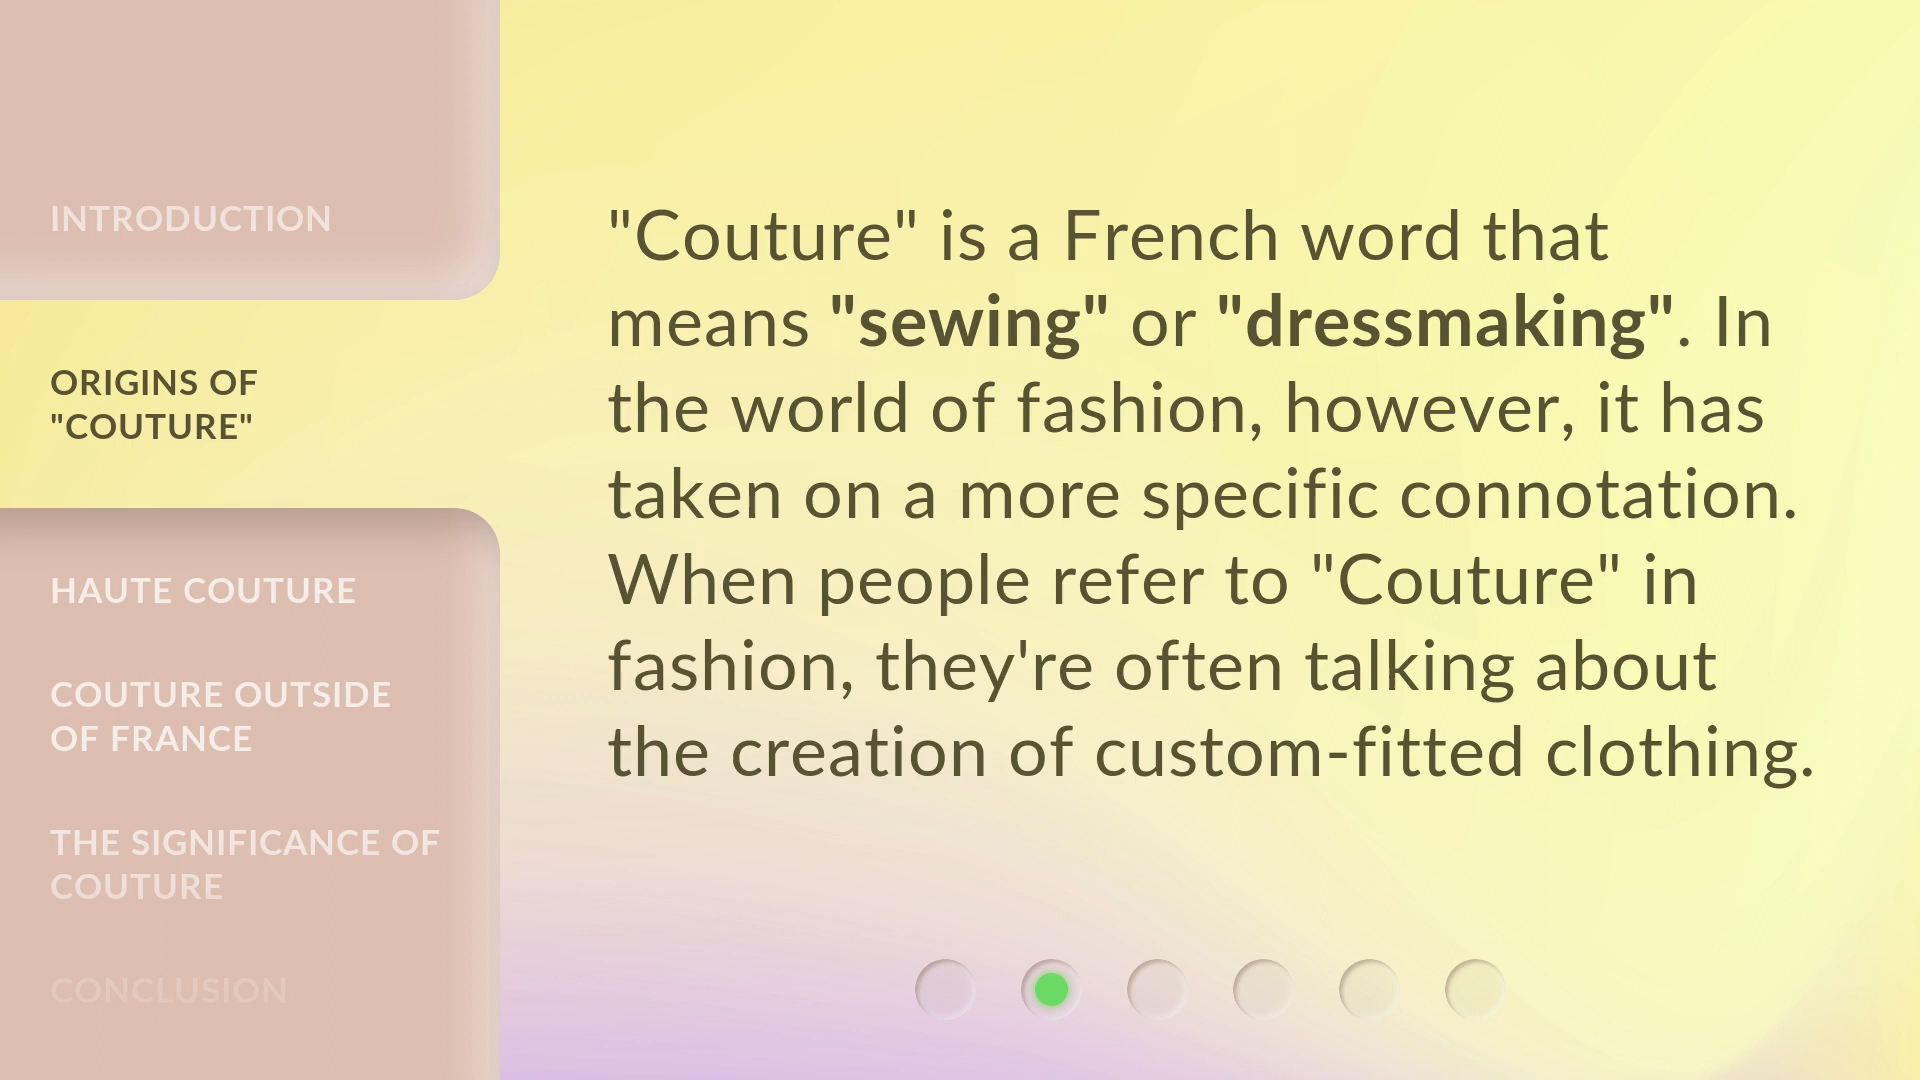 INTRODUCTION
ORIGINS OF
"COUTURE"
HAUTE COUTURE
COUTURE OUTSIDE
OF FRANCE
THE SIGNIFICANCE OF
COUTURE
CONCLUSION
"Couture" is a French word that
means "sewing" or "dressmaking". In
the world of fashion, however, it has
taken on a more specific connotation.
When people refer to "Couture" in
fashion, they're often talking about
the creation of custom-fitted clothing.